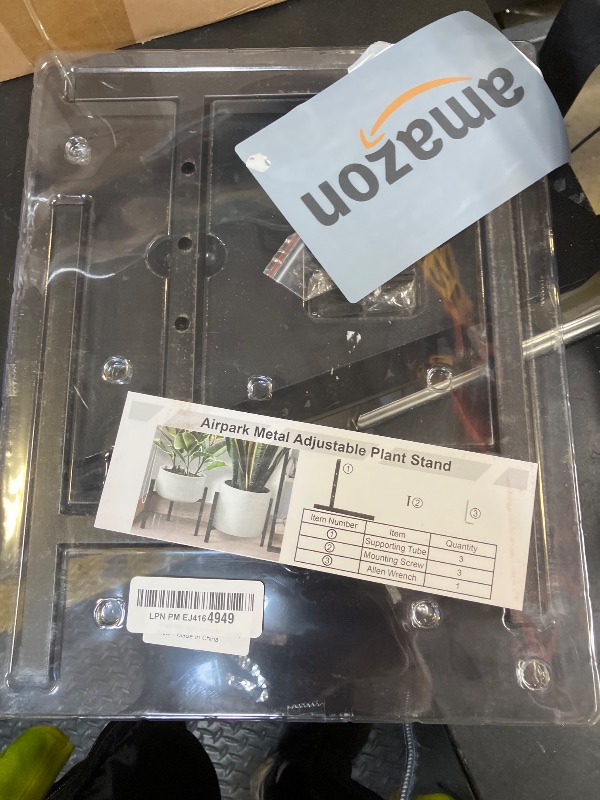 amazon
Airpark Metal Adjustable Plant Stand
① ② ③
Item Number Item Quantity
① Supporting Tube 3
② Mounting Screw 3
③ Allen Wrench 1
LPN PM EJ4164949
Made in China